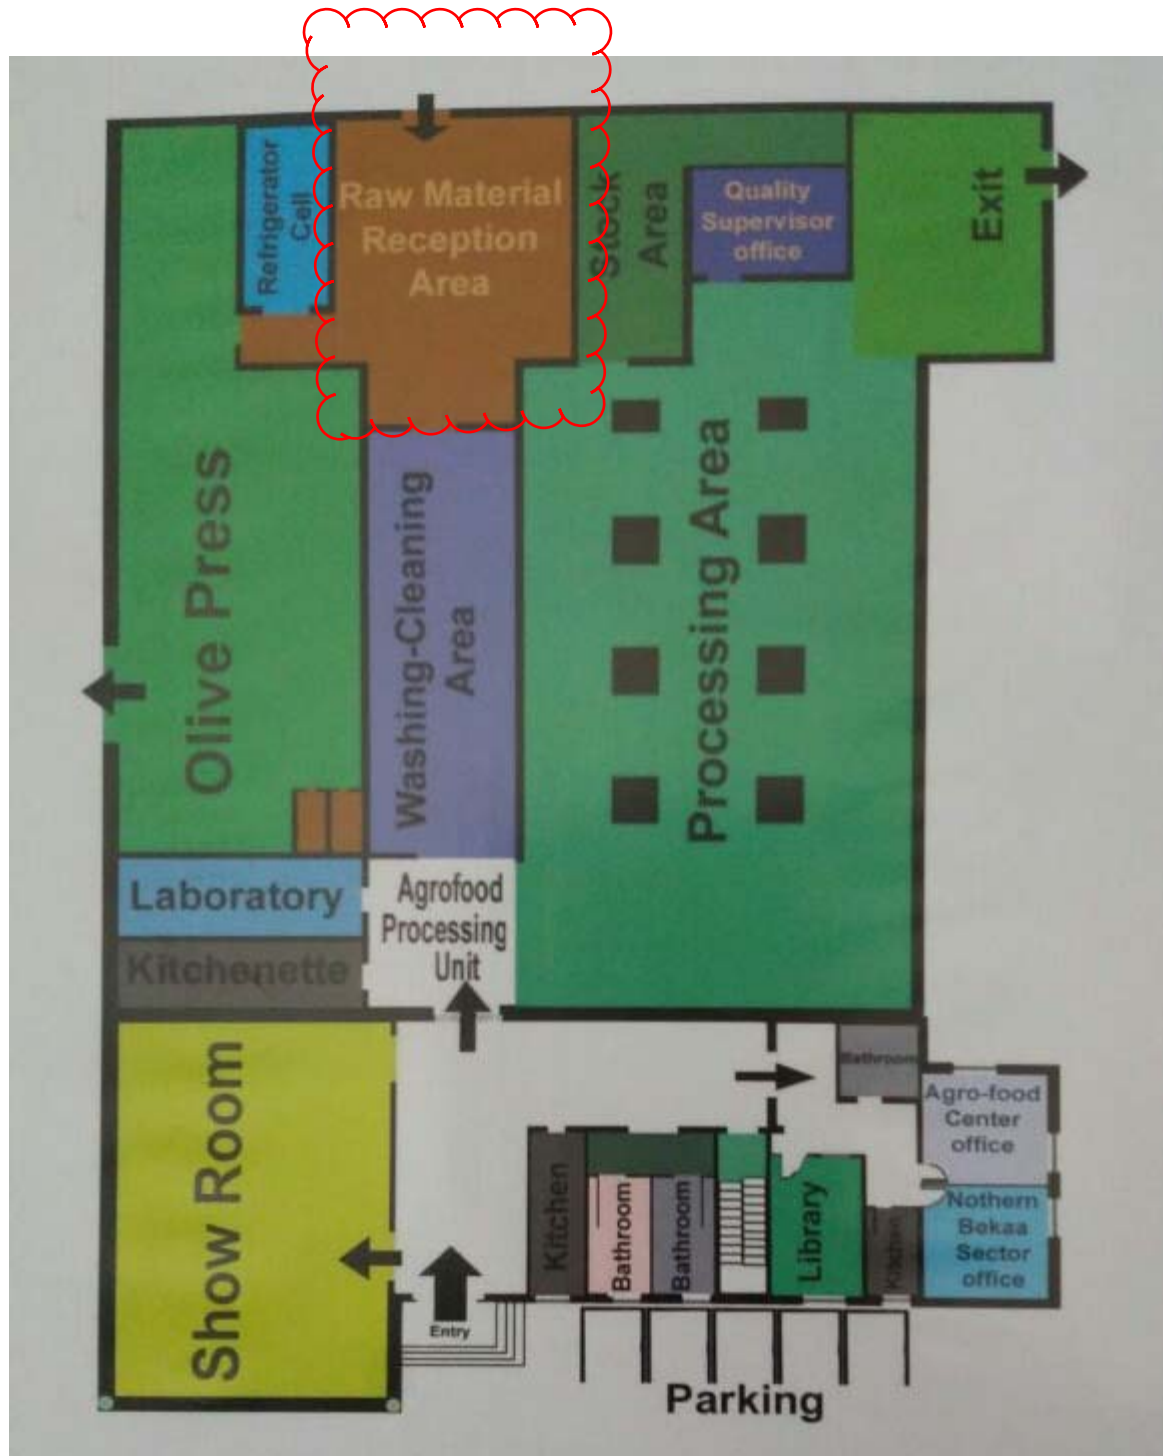 Refrigerator
Cell
Raw Material
Reception
Area
Stock
Area
Quality
Supervisor
office
Exit
Olive Press
Washing-Cleaning
Area
Processing Area
Laboratory
Kitchenette
Agrofood
Processing
Unit
Show Room
Bathroom
Agro-food
Center
office
Kitchen
Bathroom
Bathroom
Library
Kitchen
Nothern
Bekaa
Sector
office
Entry
Parking